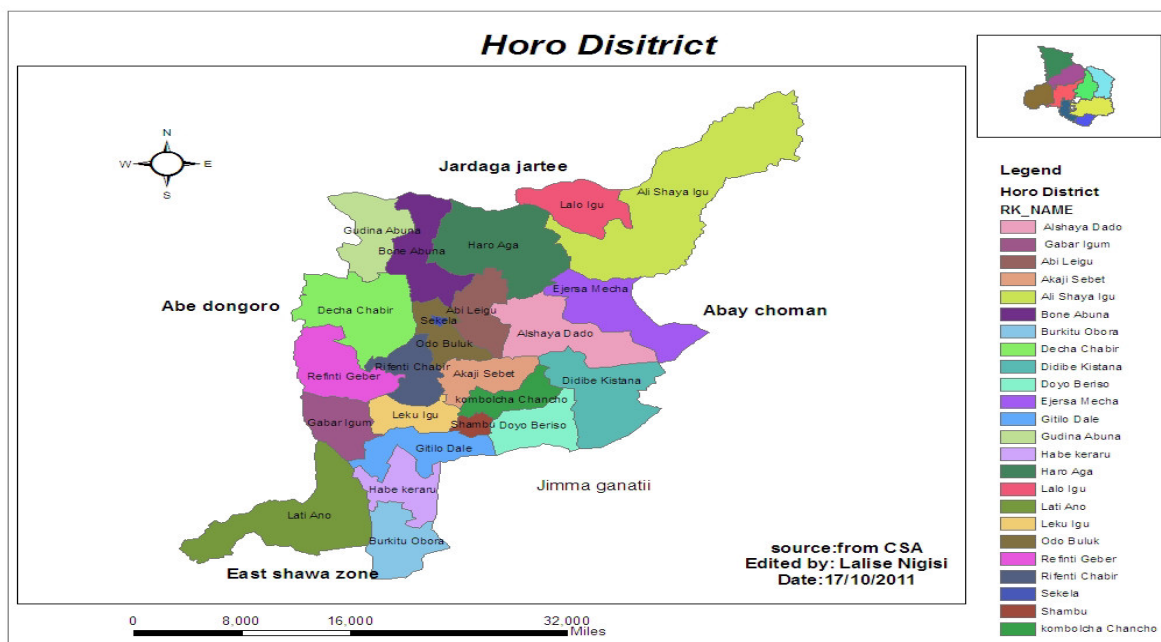 Horo Disitrict
N
W
E
S
Jardaga jartee
Ali Shaya Igu
Lalo Igu
Gudina Abuna
Bone Abuna
Haro Aga
Ejersa Mecha
Abe dongoro
Abay choman
Decha Chabir
Abi Leigu
Sekela
Alshaya Dado
Odo Buluk
Rifenti Chabir
Refinti Geber
Akaji Sebet
Didibe Kistana
kombolcha Chancho
Leku Igu
Gabar Igum
Shambu
Doyo Beriso
Gitilo Dale
Habe keraru
Jimma ganatii
Lati Ano
Burkitu Obora
East shawa zone
source:from CSA
Edited by: Lalise Nigisi
Date:17/10/2011
0 8,000 16,000 32,000
Miles
Legend
Horo District
RK_NAME
Alshaya Dado
Gabar Igum
Abi Leigu
Akaji Sebet
Ali Shaya Igu
Bone Abuna
Burkitu Obora
Decha Chabir
Didibe Kistana
Doyo Beriso
Ejersa Mecha
Gitilo Dale
Gudina Abuna
Habe keraru
Haro Aga
Lalo Igu
Lati Ano
Leku Igu
Odo Buluk
Refinti Geber
Rifenti Chabir
Sekela
Shambu
kombolcha Chancho